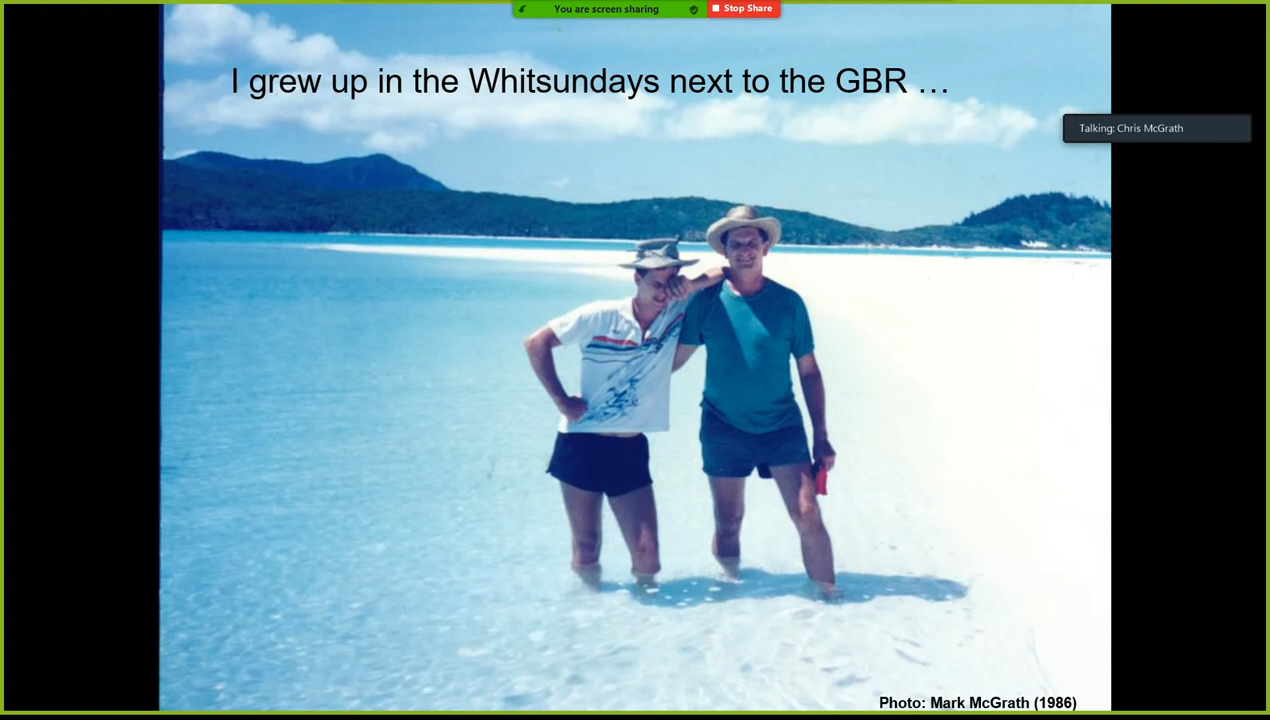 You are screen sharing
Stop Share
I grew up in the Whitsundays next to the GBR …
Talking: Chris McGrath
Photo: Mark McGrath (1986)